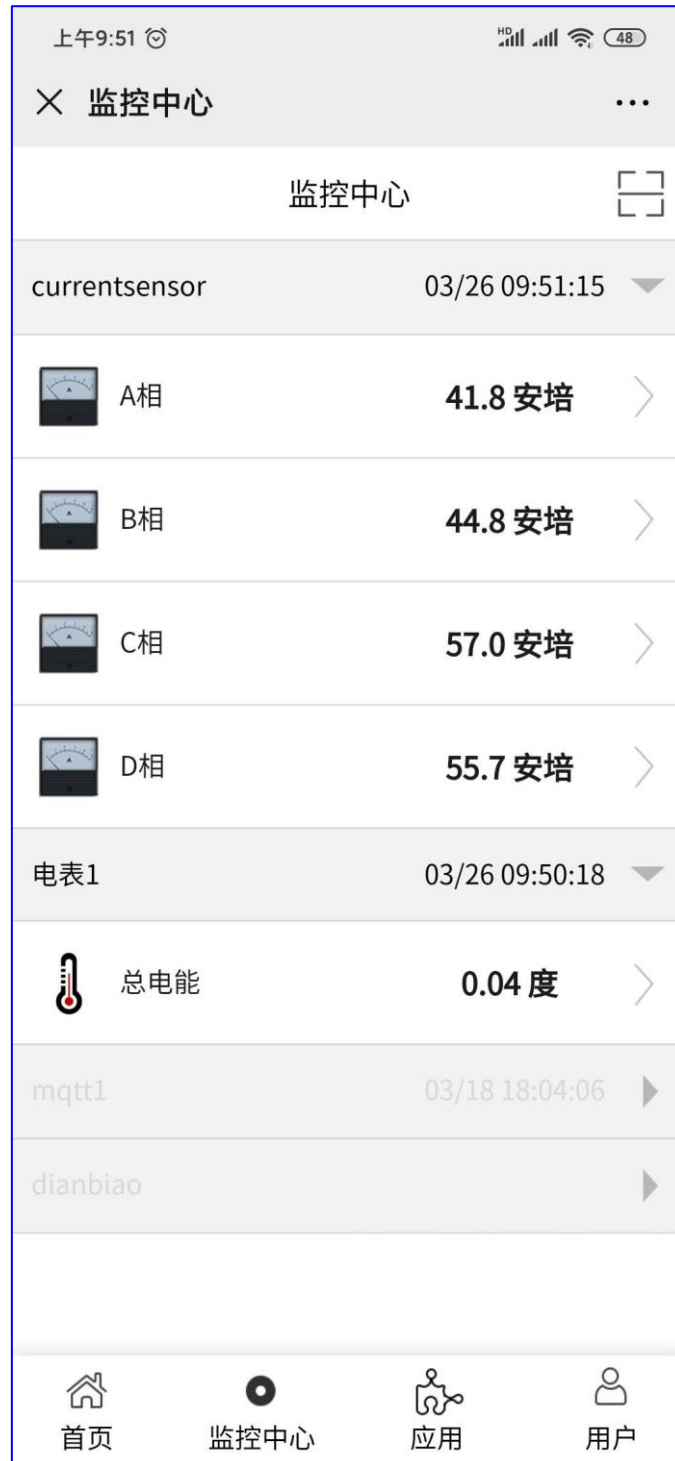 上午9:51
HD
48
监控中心
监控中心
currentsensor 03/26 09:51:15
A相 41.8 安培
B相 44.8 安培
C相 57.0 安培
D相 55.7 安培
电表1 03/26 09:50:18
总电能 0.04 度
mqtt1 03/18 18:04:06
dianbiao
首页 监控中心 应用 用户